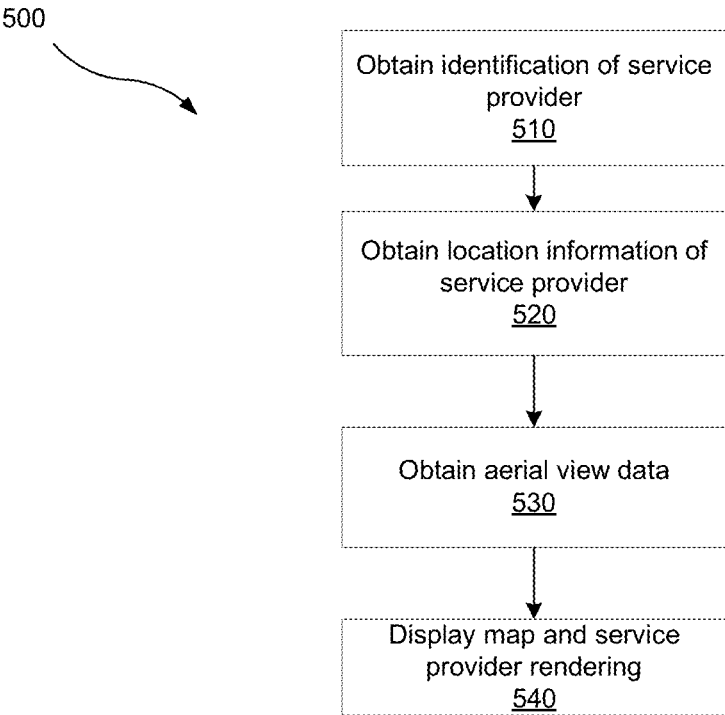 500
Obtain identification of service
provider
510
Obtain location information of
service provider
520
Obtain aerial view data
530
Display map and service
provider rendering
540